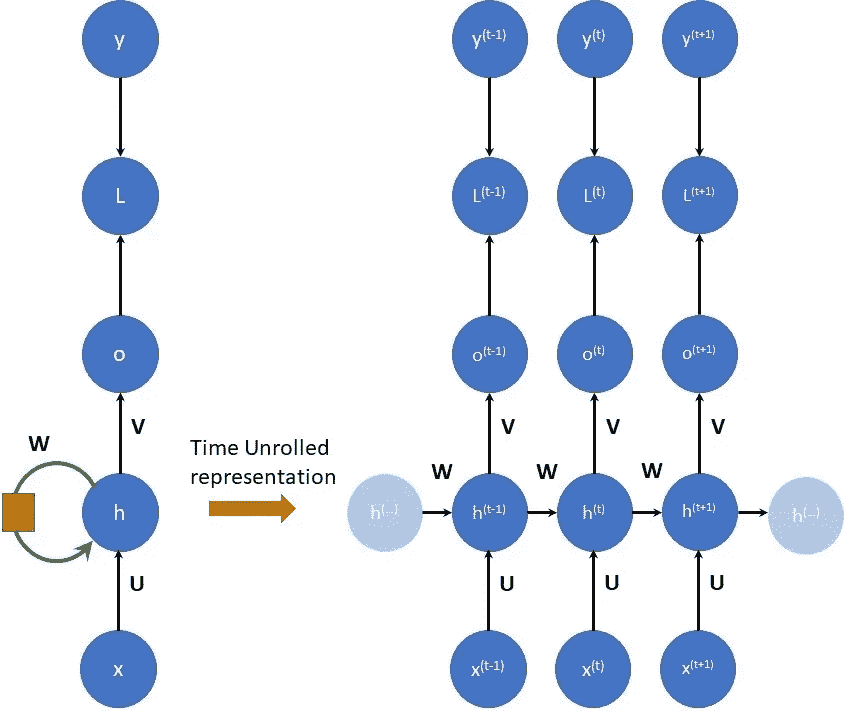 y
y(t-1)
y(t)
y(t+1)
L
L(t-1)
L(t)
L(t+1)
o
o(t-1)
o(t)
o(t+1)
V
V
V
V
W
Time Unrolled
representation
W
W
W
h
h(...)
h(t-1)
h(t)
h(t+1)
h(...)
U
U
U
U
x
x(t-1)
x(t)
x(t+1)